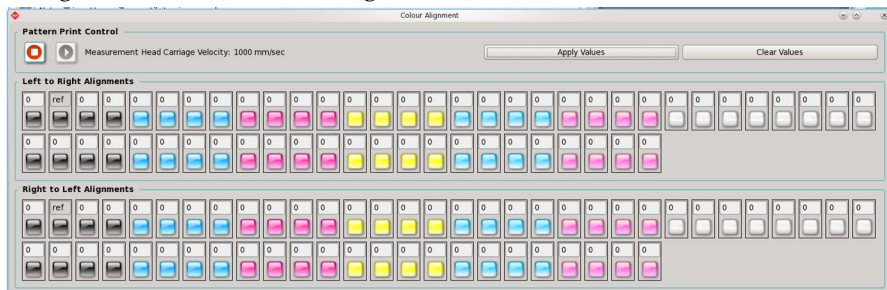 Colour Alignment
Pattern Print Control
Measurement Head Carriage Velocity: 1000 mm/sec Apply Values Clear Values
Left to Right Alignments
0 ref 0 0 0 0 0 0 0 0 0 0 0 0 0 0 0 0 0 0 0 0 0 0 0 0 0 0 0 0 0 0
0 0 0 0 0 0 0 0 0 0 0 0 0 0 0 0 0 0 0 0 0 0 0 0
Right to Left Alignments
0 ref 0 0 0 0 0 0 0 0 0 0 0 0 0 0 0 0 0 0 0 0 0 0 0 0 0 0 0 0 0 0
0 0 0 0 0 0 0 0 0 0 0 0 0 0 0 0 0 0 0 0 0 0 0 0